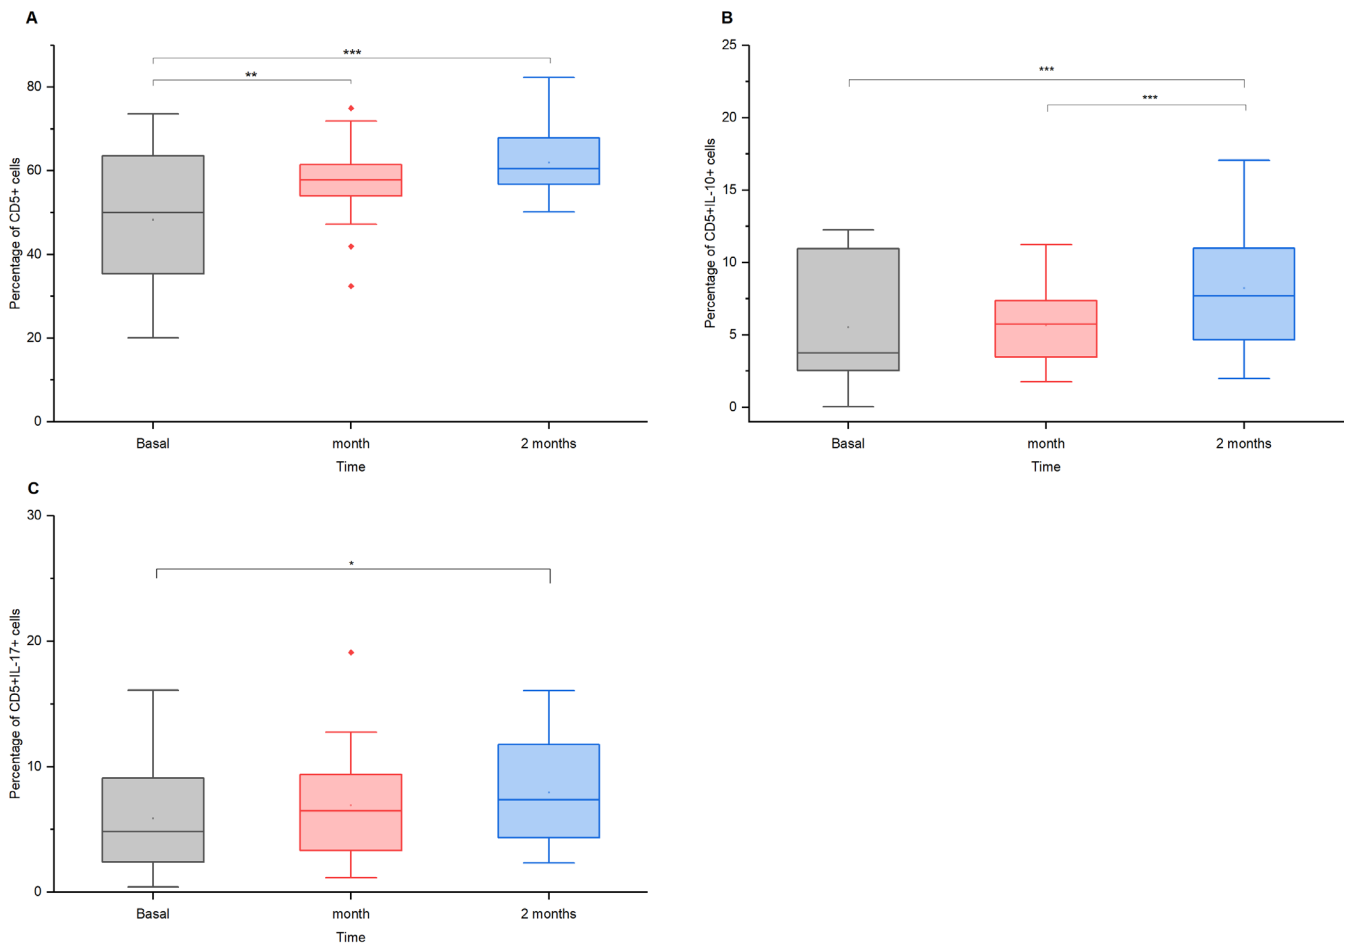 A
Percentage of CD5+ cells
80
60
40
20
0
***
**
Basal
month
2 months
Time
B
Percentage of CD5+IL-10+ cells
25
20
15
10
5
0
***
***
Basal
month
2 months
Time
C
Percentage of CD5+IL-17+ cells
30
20
10
0
*
Basal
month
2 months
Time